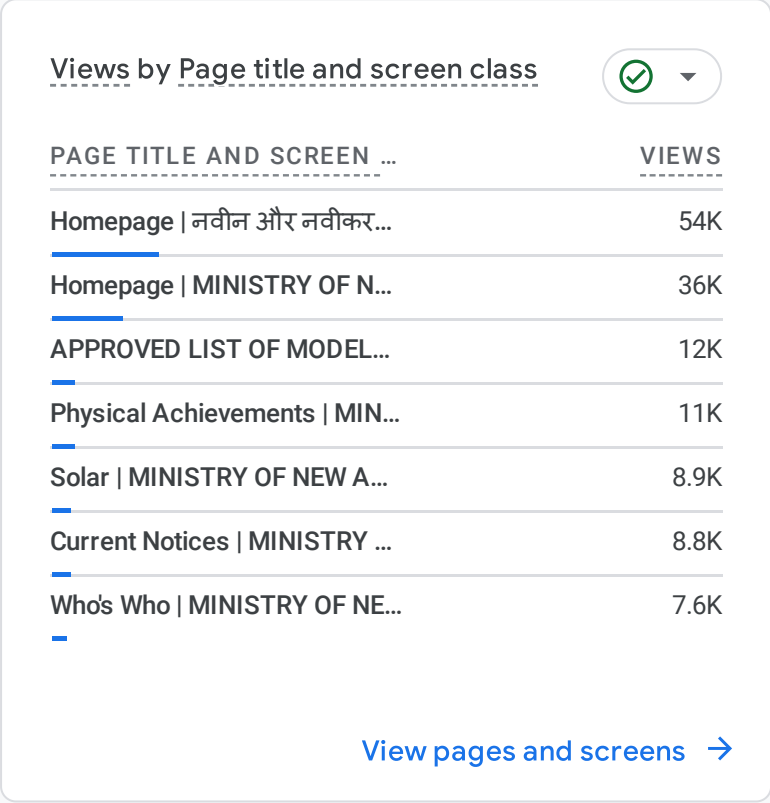 Views by Page title and screen class
PAGE TITLE AND SCREEN … VIEWS
Homepage | नवीन और नवीकर… 54K
Homepage | MINISTRY OF N… 36K
APPROVED LIST OF MODEL… 12K
Physical Achievements | MIN… 11K
Solar | MINISTRY OF NEW A… 8.9K
Current Notices | MINISTRY … 8.8K
Who's Who | MINISTRY OF NE… 7.6K
View pages and screens